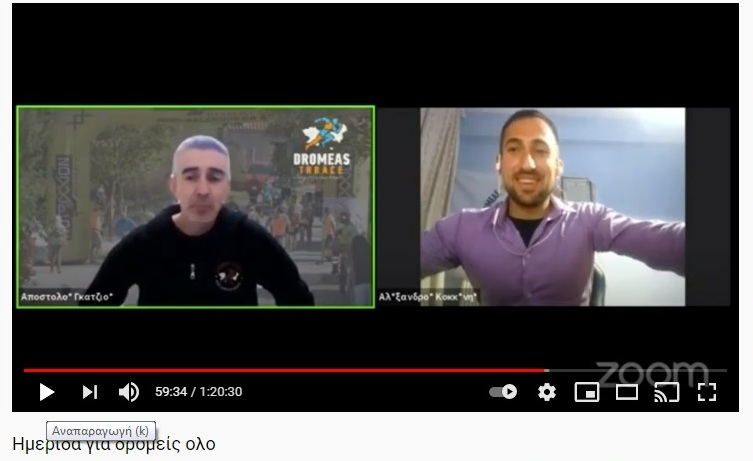 DROMEAS
THRACE
Αποστολο* Γκατζιο*
Αλ*ξανδρο* Κοκκ*νη*
zoom
59:34 / 1:20:30
Αναπαραγωγή (k)
Ημερίδα για δρομείς ολο